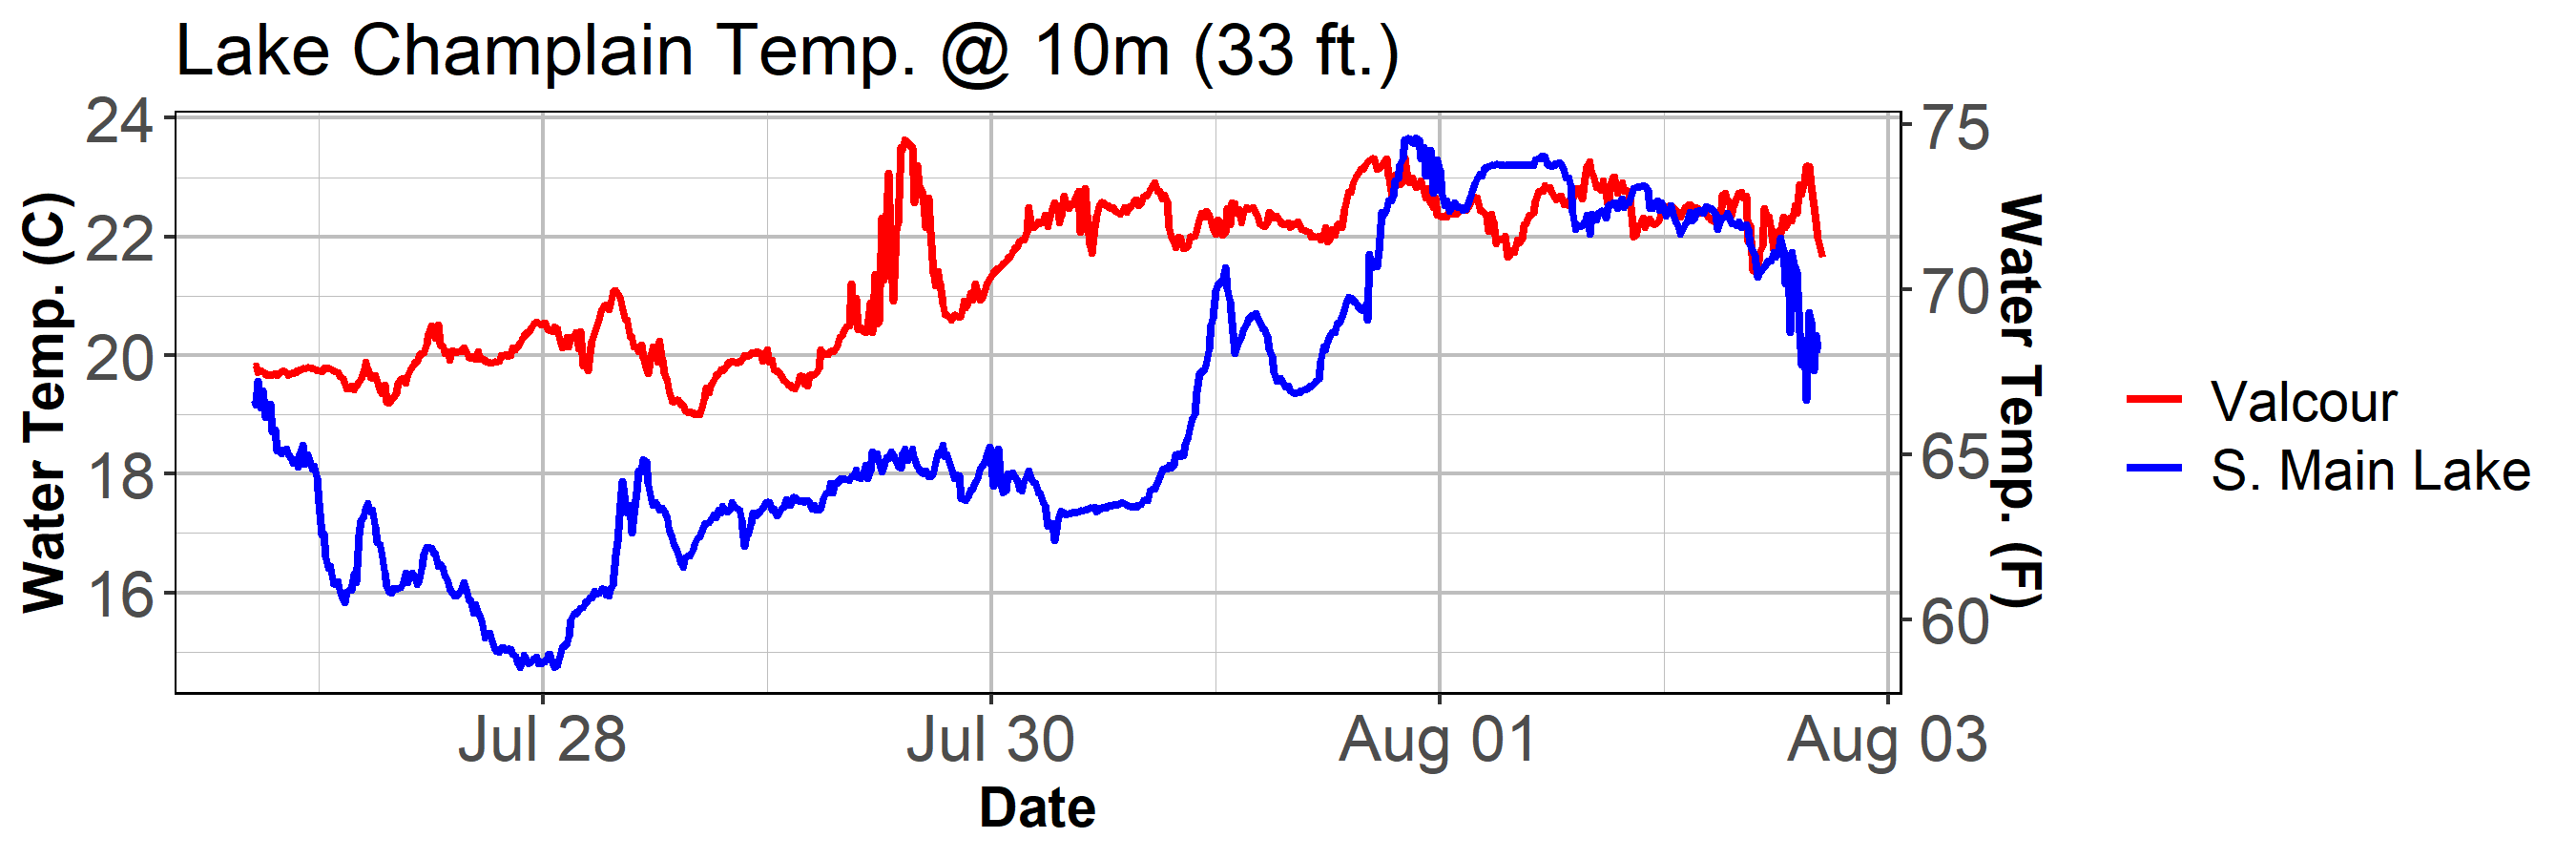 Lake Champlain Temp. @ 10m (33 ft.)
Water Temp. (C)
24
22
20
18
16
75
70
65
60
Water Temp. (F)
Jul 28
Jul 30
Aug 01
Aug 03
Date
Valcour
S. Main Lake